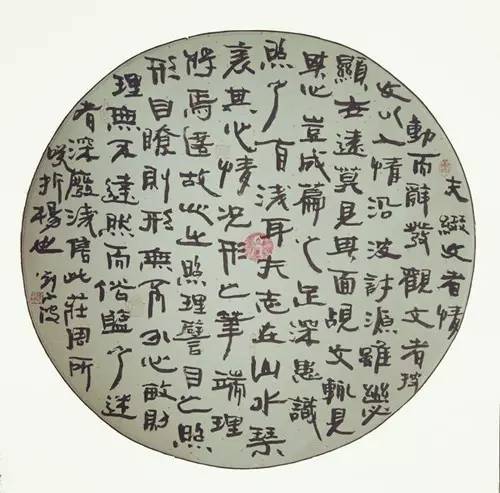 夫綴文者情
動而辭發觀文者披
文以入情沿波討源雖幽必
顯世遠莫見其面覘文輒見
其心豈成篇之足深患識
照之自淺耳夫志在山水琴
表其心情況形之筆端理
將焉匿故心之照理譬目之照
形目瞭則形無不分心敏則
理無不達然而俗監之迷
者深廢淺售此莊周所
咲折楊也